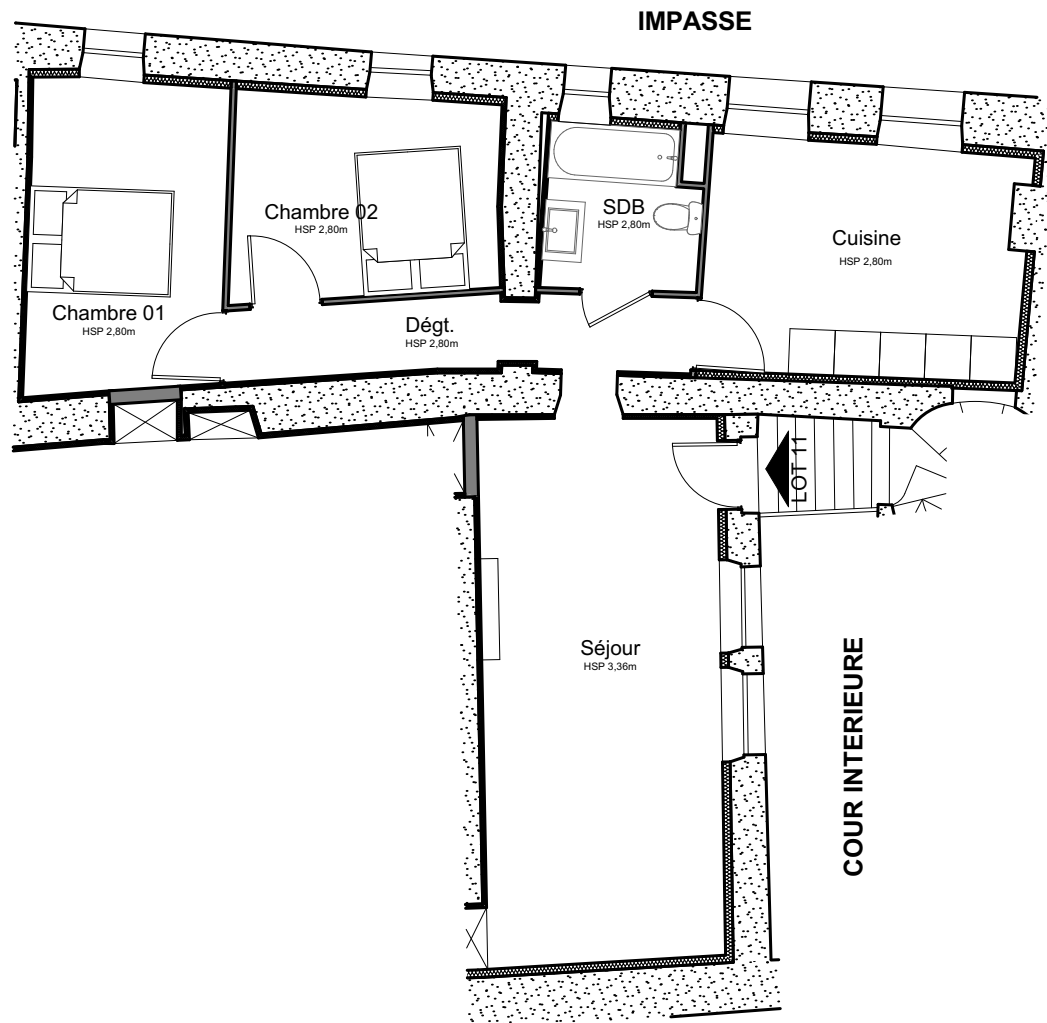 IMPASSE
Chambre 02
HSP 2,80m
SDB
HSP 2,80m
Cuisine
HSP 2,80m
Chambre 01
HSP 2,80m
Dégt.
HSP 2,80m
LOT 11
Séjour
HSP 3,36m
COUR INTERIEURE